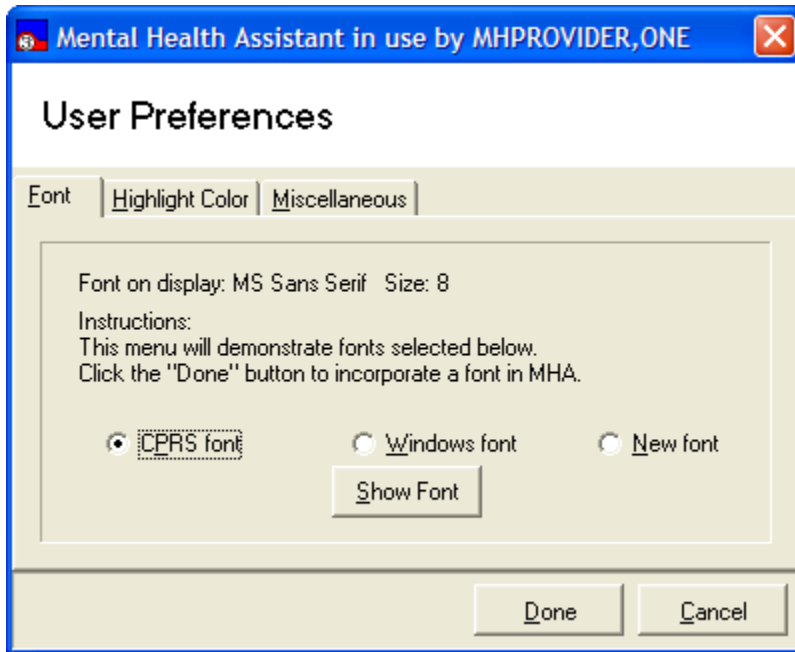 Mental Health Assistant in use by MHPROVIDER,ONE
User Preferences
Font
Highlight Color
Miscellaneous
Font on display: MS Sans Serif Size: 8
Instructions:
This menu will demonstrate fonts selected below.
Click the "Done" button to incorporate a font in MHA.
CPRS font
Windows font
New font
Show Font
Done
Cancel